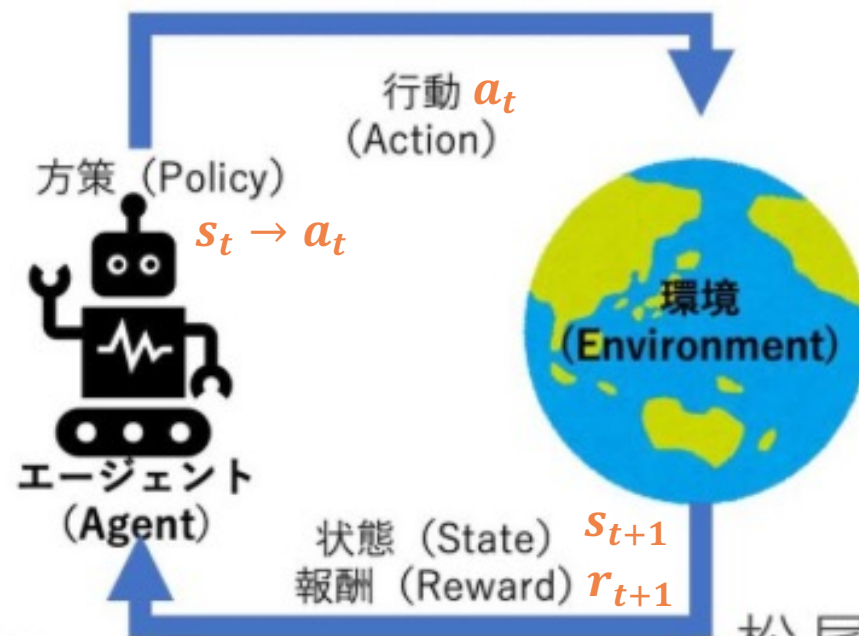 行動 a_t
(Action)
方策（Policy）
s_t → a_t
環境
(Environment)
エージェント
(Agent)
状態（State） s_{t+1}
報酬（Reward） r_{t+1}